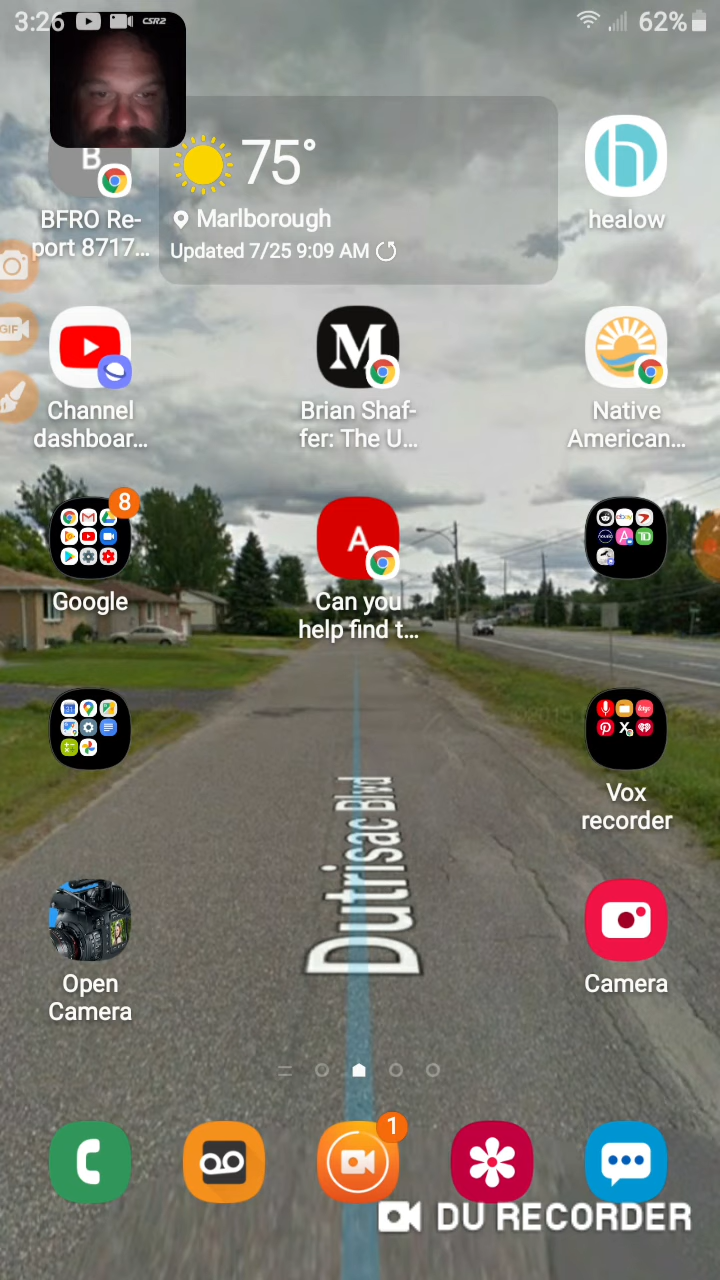 3:26
CSR2
62%
B
75°
Marlborough
Updated 7/25 9:09 AM
BFRO Re-
port 8717...
h
healow
GIF
M
Channel
dashboar...
Brian Shaf-
fer: The U...
Native
American...
8
A
Google
Can you
help find t...
Vox
recorder
Dutrisac Blvd
Open
Camera
Camera
1
DU RECORDER